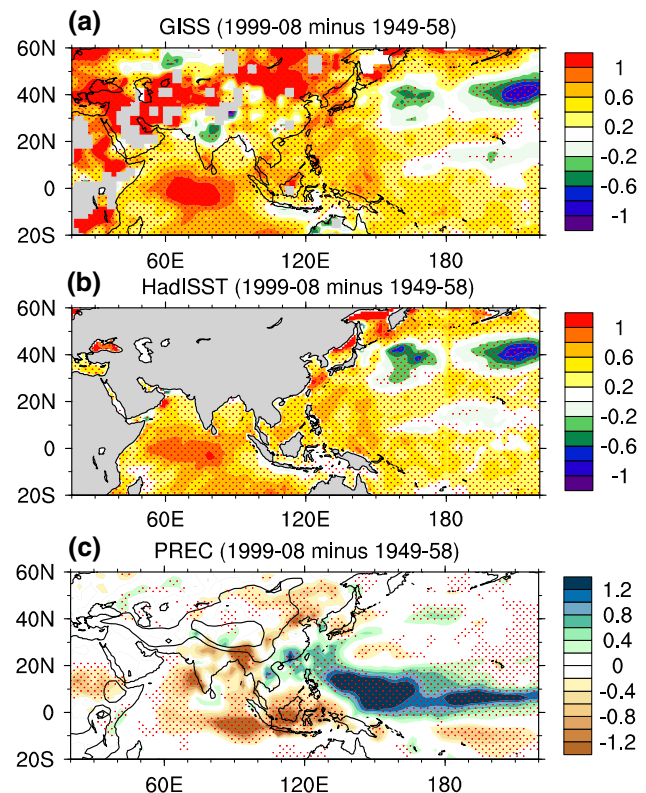 (a) GISS (1999-08 minus 1949-58)
60N
50N
40N
30N
20N
10N
0
20S
60E 120E 180
1
0.6
0.2
-0.2
-0.6
-1
(b) HadISST (1999-08 minus 1949-58)
60N
40N
20N
0
20S
60E 120E 180
1
0.6
0.2
-0.2
-0.6
-1
(c) PREC (1999-08 minus 1949-58)
60N
40N
20N
0
20S
60E 120E 180
1.2
0.8
0.4
0
-0.4
-0.8
-1.2